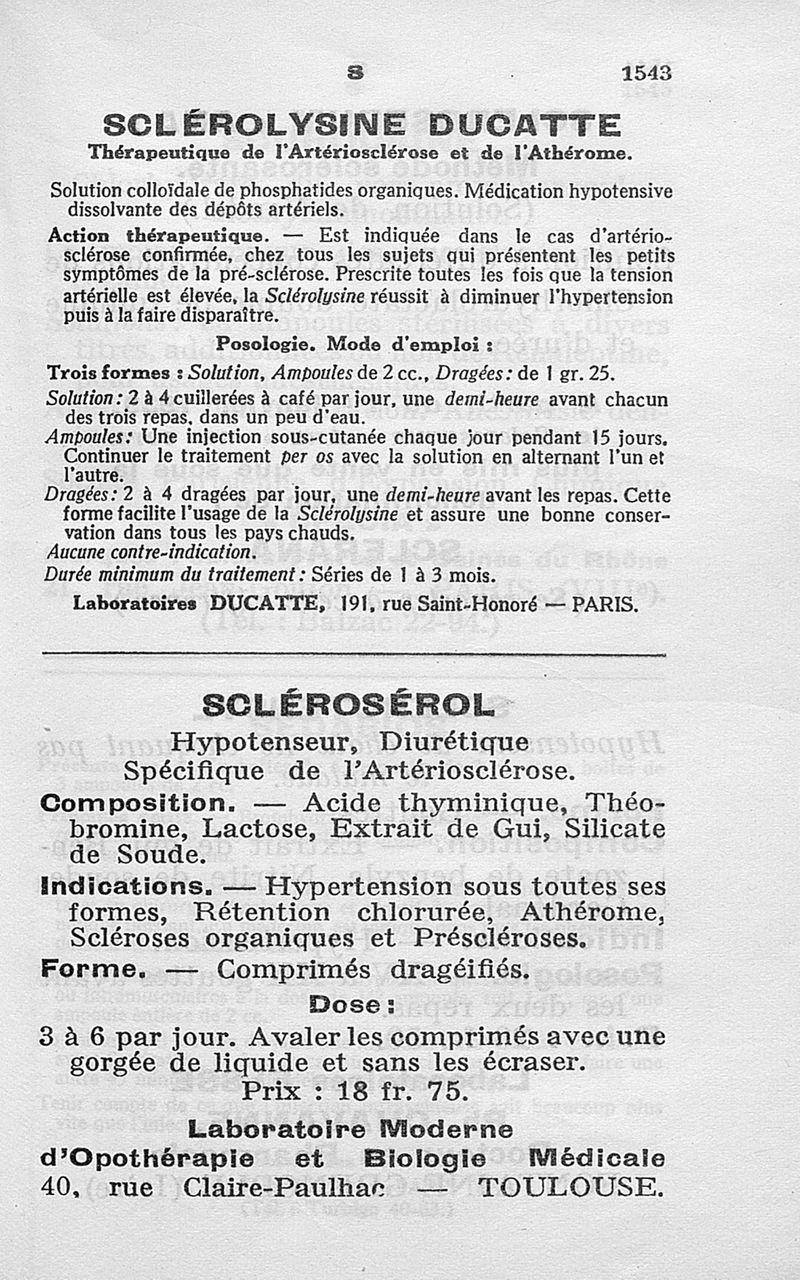 S 1543
SCLÉROLYSINE DUCATTE
Thérapeutique de l'Artériosclérose et de l'Athérome.
Solution colloïdale de phosphatides organiques. Médication hypotensive
dissolvante des dépôts artériels.
Action thérapeutique. — Est indiquée dans le cas d'artério-
sclérose confirmée, chez tous les sujets qui présentent les petits
symptômes de la pré-sclérose. Prescrite toutes les fois que la tension
artérielle est élevée, la Sclérolysine réussit à diminuer l'hypertension
puis à la faire disparaître.
Posologie. Mode d'emploi :
Trois formes : Solution, Ampoules de 2 cc., Dragées : de 1 gr. 25.
Solution : 2 à 4 cuillerées à café par jour, une demi-heure avant chacun
des trois repas, dans un peu d'eau.
Ampoules : Une injection sous-cutanée chaque jour pendant 15 jours.
Continuer le traitement per os avec la solution en alternant l'un et
l'autre.
Dragées : 2 à 4 dragées par jour, une demi-heure avant les repas. Cette
forme facilite l'usage de la Sclérolysine et assure une bonne conser-
vation dans tous les pays chauds.
Aucune contre-indication.
Durée minimum du traitement : Séries de 1 à 3 mois.
Laboratoires DUCATTE, 191, rue Saint-Honoré — PARIS.
SCLÉROSÉROL
Hypotenseur, Diurétique
Spécifique de l'Artériosclérose.
Composition. — Acide thyminique, Théo-
bromine, Lactose, Extrait de Gui, Silicate
de Soude.
Indications. — Hypertension sous toutes ses
formes, Rétention chlorurée, Athérome,
Scléroses organiques et Préscléroses.
Forme. — Comprimés dragéifiés.
Dose :
3 à 6 par jour. Avaler les comprimés avec une
gorgée de liquide et sans les écraser.
Prix : 18 fr. 75.
Laboratoire Moderne
d'Opothérapie et Biologie Médicale
40, rue Claire-Paulhac — TOULOUSE.